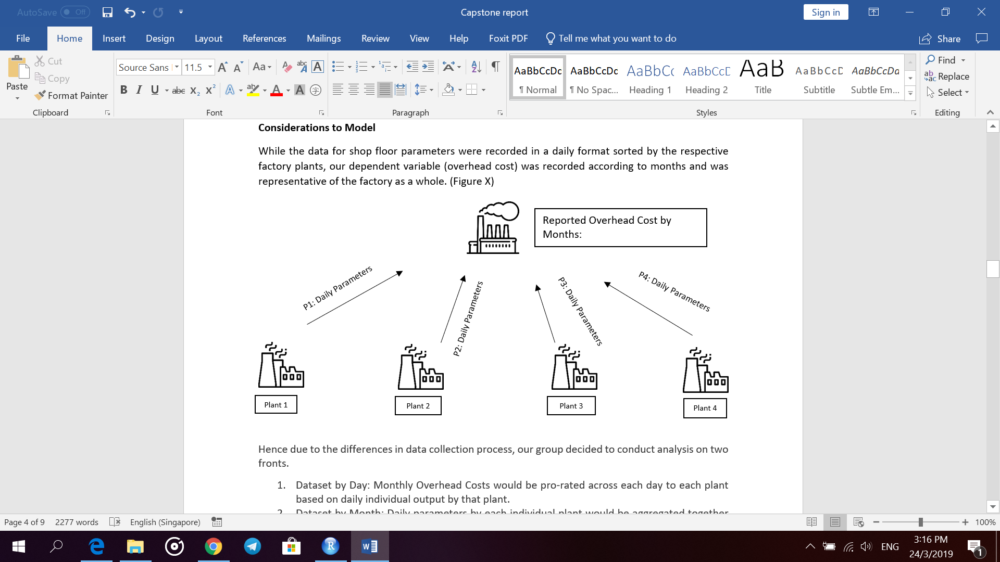 AutoSave Off
Capstone report
Sign in
File Home Insert Design Layout References Mailings Review View Help Foxit PDF Tell me what you want to do
Share
Paste
Cut
Copy
Format Painter
Clipboard
Source Sans 11.5
Font
Paragraph
AaBbCcDc AaBbCcDc AaBbCc AaBbCcD AaB AaBbCcD AaBbCcDa
¶ Normal ¶ No Spac... Heading 1 Heading 2 Title Subtitle Subtle Em...
Styles
Find
Replace
Select
Editing
Considerations to Model
While the data for shop floor parameters were recorded in a daily format sorted by the respective
factory plants, our dependent variable (overhead cost) was recorded according to months and was
representative of the factory as a whole. (Figure X)
Reported Overhead Cost by
Months:
P1: Daily Parameters
P2: Daily Parameters
P3: Daily Parameters
P4: Daily Parameters
Plant 1
Plant 2
Plant 3
Plant 4
Hence due to the differences in data collection process, our group decided to conduct analysis on two
fronts.
1. Dataset by Day: Monthly Overhead Costs would be pro-rated across each day to each plant
based on daily individual output by that plant.
2. Dataset by Month: Daily parameters by each individual plant would be aggregated together
Page 4 of 9 2277 words English (Singapore)
100%
ENG
3:16 PM
24/3/2019
1